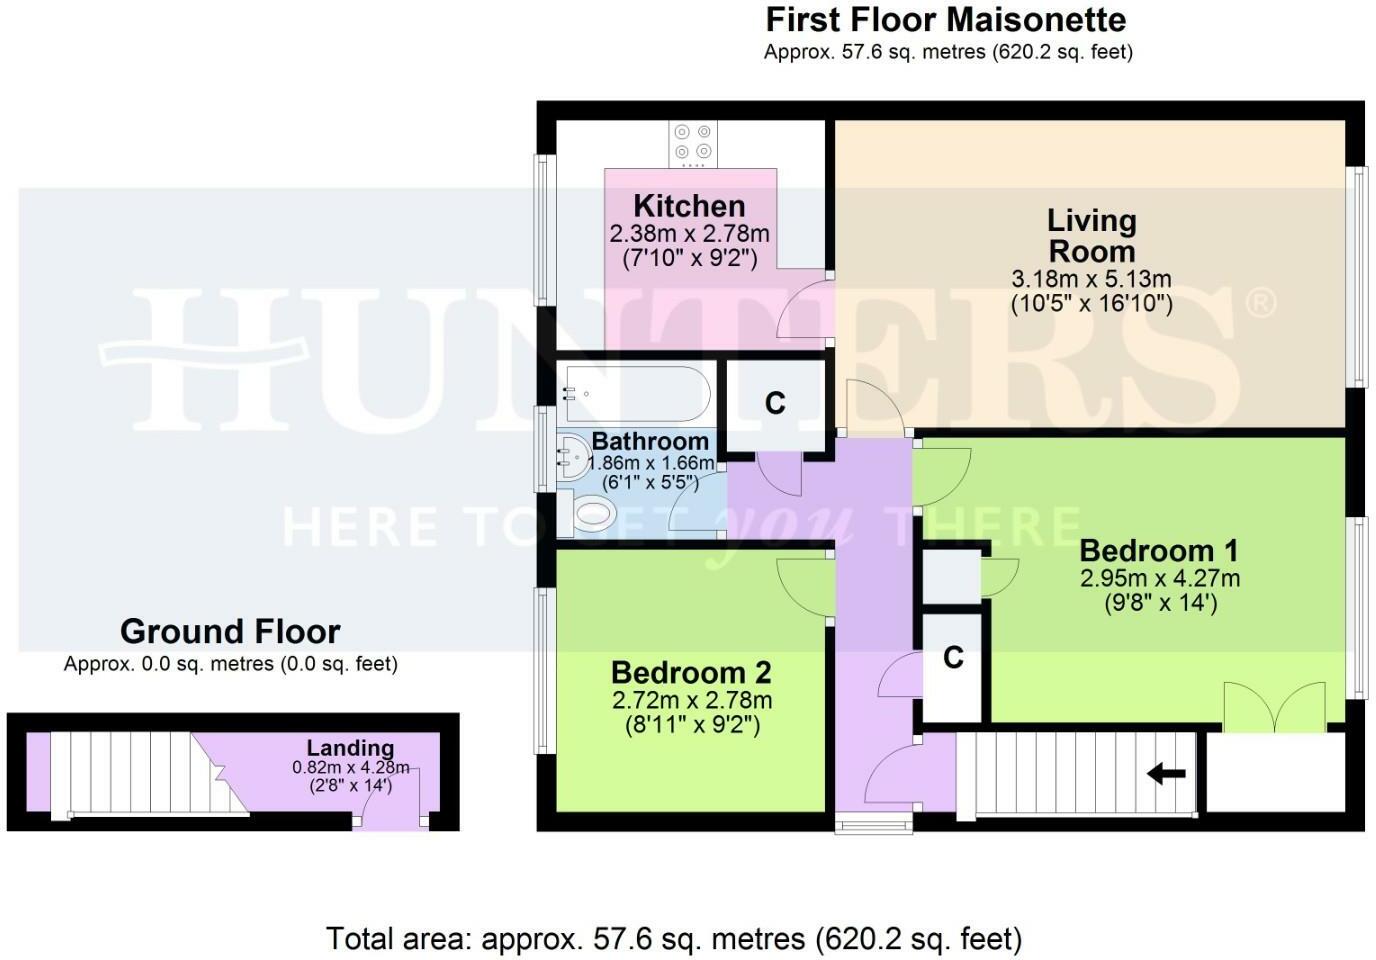 First Floor Maisonette
Approx. 57.6 sq. metres (620.2 sq. feet)
Kitchen
2.38m x 2.78m
(7'10" x 9'2")
Living
Room
3.18m x 5.13m
(10'5" x 16'10")
HUNTERS®
C
Bathroom
1.86m x 1.66m
(6'1" x 5'5")
HERE TO GET you THERE
Bedroom 1
2.95m x 4.27m
(9'8" x 14')
Ground Floor
Approx. 0.0 sq. metres (0.0 sq. feet)
C
Bedroom 2
2.72m x 2.78m
(8'11" x 9'2")
Landing
0.82m x 4.28m
(2'8" x 14')
Total area: approx. 57.6 sq. metres (620.2 sq. feet)